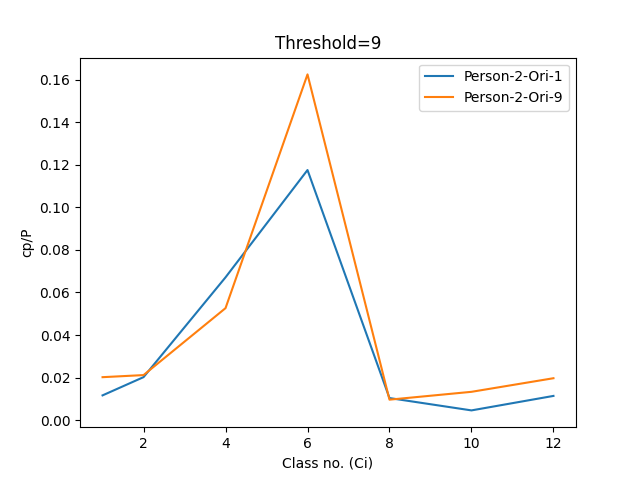 Threshold=9
Person-2-Ori-1
Person-2-Ori-9
0.16
0.14
0.12
0.10
0.08
0.06
0.04
0.02
0.00
cp/P
2 4 6 8 10 12
Class no. (Ci)